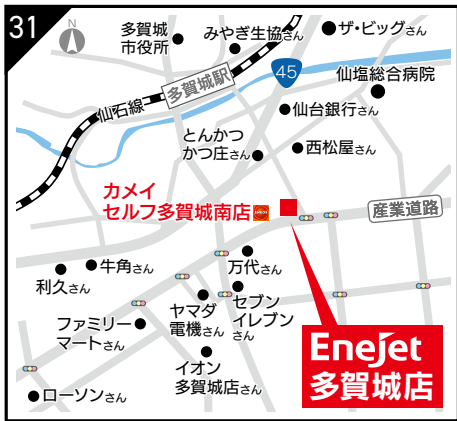 31
N
多賀城
市役所
みやぎ生協さん
ザ・ビッグさん
45
仙塩総合病院
多賀城駅
仙石線
仙台銀行さん
とんかつ
かつ庄さん
西松屋さん
カメイ
セルフ多賀城南店
ENEOS
産業道路
利久さん
牛角さん
万代さん
ヤマダ
電機さん
セブン
イレブン
さん
ファミリー
マートさん
イオン
多賀城店さん
ローソンさん
Enejet
多賀城店